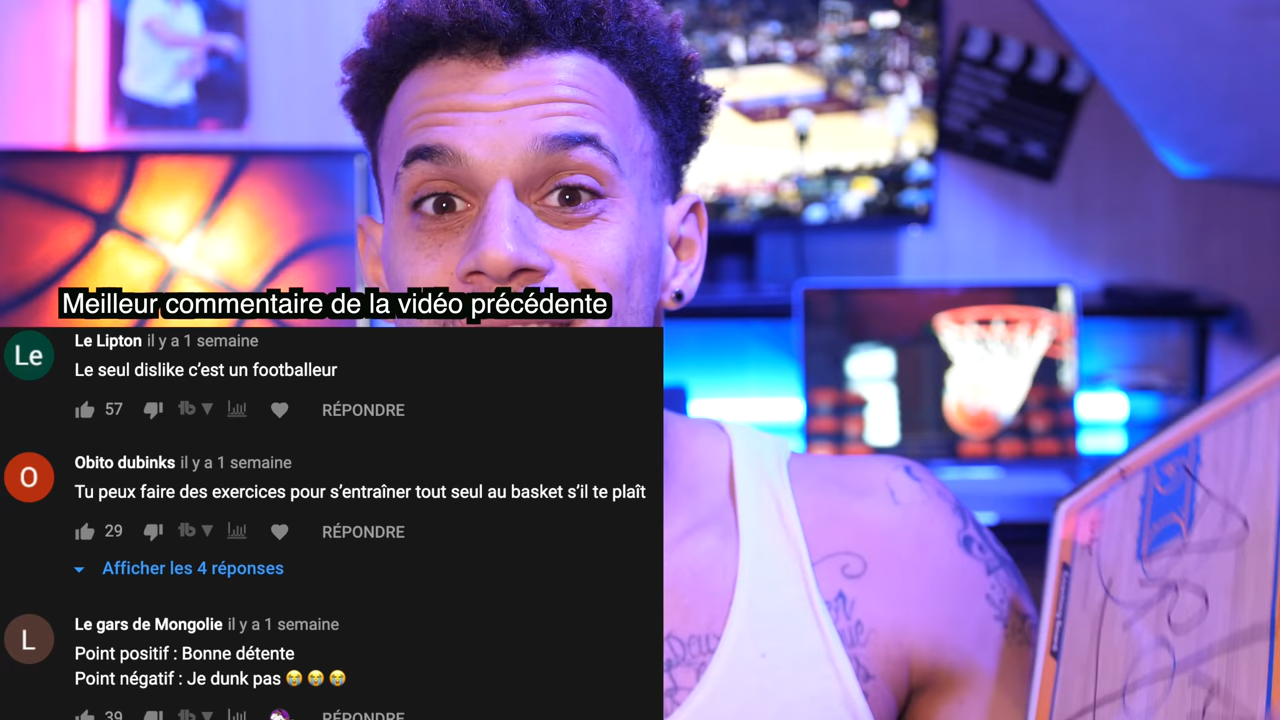 Meilleur commentaire de la vidéo précédente
Le Lipton il y a 1 semaine
Le
Le seul dislike c’est un footballeur
57
RÉPONDRE
Obito dubinks il y a 1 semaine
O
Tu peux faire des exercices pour s’entraîner tout seul au basket s’il te plaît
29
RÉPONDRE
Afficher les 4 réponses
Le gars de Mongolie il y a 1 semaine
L
Point positif : Bonne détente
Point négatif : Je dunk pas 😭 😭 😭
39
RÉPONDRE